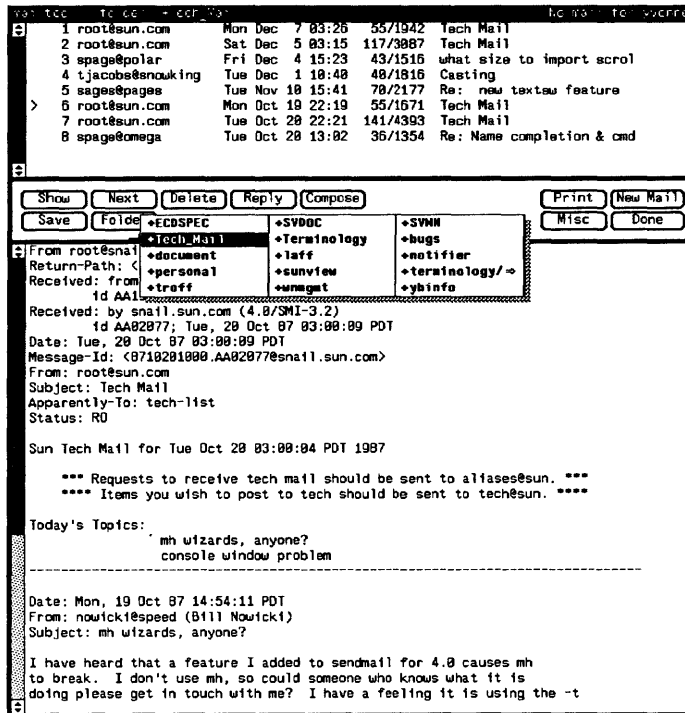 1 root@sun.com Mon Dec 7 03:26 55/1942 Tech Mail
2 root@sun.com Sat Dec 5 03:15 117/3087 Tech Mail
3 spage@polar Fri Dec 4 15:23 43/1516 what size to import scrol
4 tjacobs@snowking Tue Dec 1 10:40 40/1816 Casting
5 sages@pages Tue Nov 10 15:41 70/2177 Re: new textsw feature
> 6 root@sun.com Mon Oct 19 22:19 55/1671 Tech Mail
7 root@sun.com Tue Oct 20 22:21 141/4393 Tech Mail
8 spage@omega Tue Oct 20 13:02 36/1354 Re: Name completion & cmd
Show Next Delete Reply Compose Print New Mail
Save Folde Misc Done
+ECDSPEC +SVDOC +SVWN
+Tech_Mail +Terminology +bugs
+document +laff +notifier
+personal +sunview +terminology/⇒
+troff +wnmgmt +ybinfo
From root@snai
Return-Path: <
Received: from
id AA1
Received: by snail.sun.com (4.0/SMI-3.2)
id AA02077; Tue, 20 Oct 87 03:00:09 PDT
Date: Tue, 20 Oct 87 03:00:09 PDT
Message-Id: <8710201000.AA02077@snail.sun.com>
From: root@sun.com
Subject: Tech Mail
Apparently-To: tech-list
Status: RO
Sun Tech Mail for Tue Oct 20 03:00:04 PDT 1987
*** Requests to receive tech mail should be sent to aliases@sun. ***
**** Items you wish to post to tech should be sent to tech@sun. ****
Today's Topics:
mh wizards, anyone?
console window problem
Date: Mon, 19 Oct 87 14:54:11 PDT
From: nowicki@speed (Bill Nowicki)
Subject: mh wizards, anyone?
I have heard that a feature I added to sendmail for 4.0 causes mh
to break. I don't use mh, so could someone who knows what it is
doing please get in touch with me? I have a feeling it is using the -t